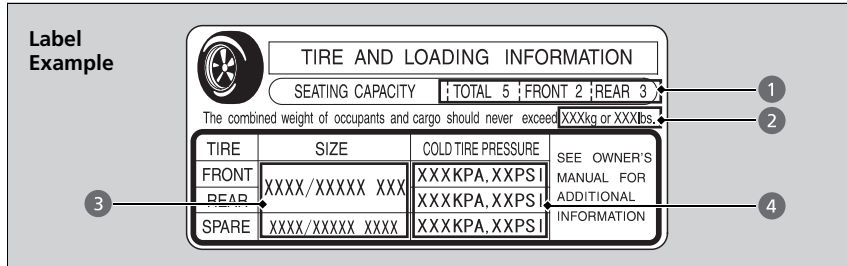 Label
Example
TIRE AND LOADING INFORMATION
SEATING CAPACITY TOTAL 5 FRONT 2 REAR 3
1
The combined weight of occupants and cargo should never exceed XXXkg or XXXlbs.
2
TIRE SIZE COLD TIRE PRESSURE
SEE OWNER'S
MANUAL FOR
ADDITIONAL
INFORMATION
FRONT XXXX/XXXXX XXX XXXKPA,XXPSI
REAR XXXKPA,XXPSI
SPARE XXXX/XXXXX XXXX XXXKPA,XXPSI
3
4